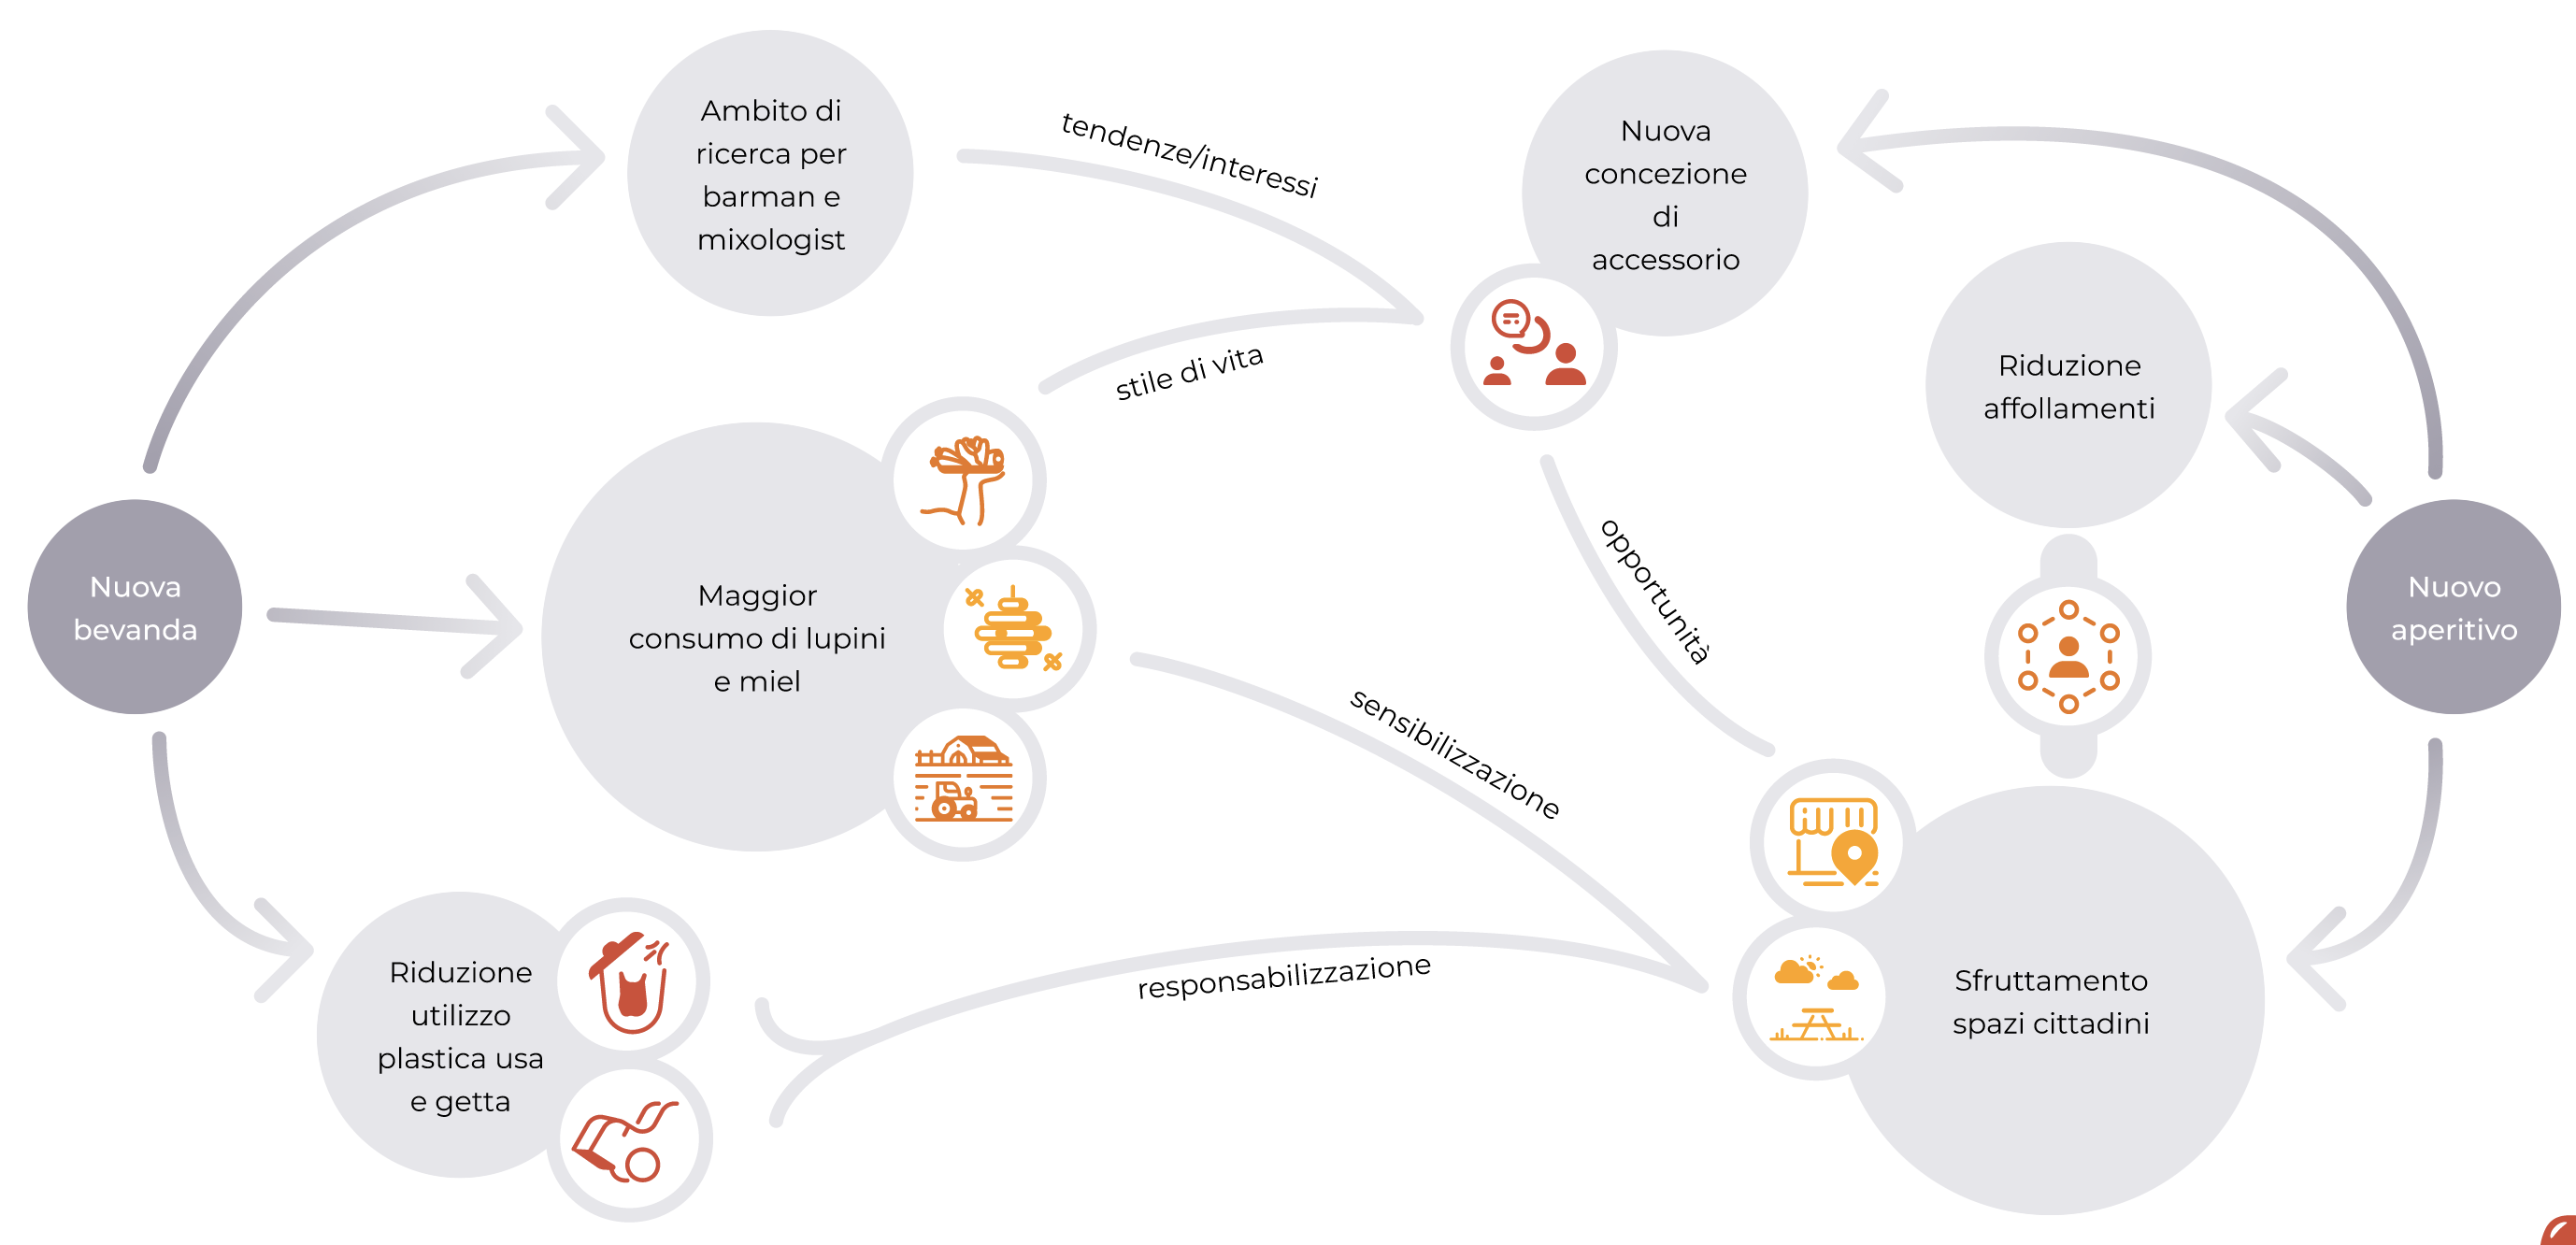 Ambito di
ricerca per
barman e
mixologist
tendenze/interessi
Nuova
concezione
di
accessorio
Riduzione
affollamenti
stile di vita
Nuova
bevanda
Maggior
consumo di lupini
e miel
opportunità
Nuovo
aperitivo
sensibilizzazione
responsabilizzazione
Riduzione
utilizzo
plastica usa
e getta
Sfruttamento
spazi cittadini